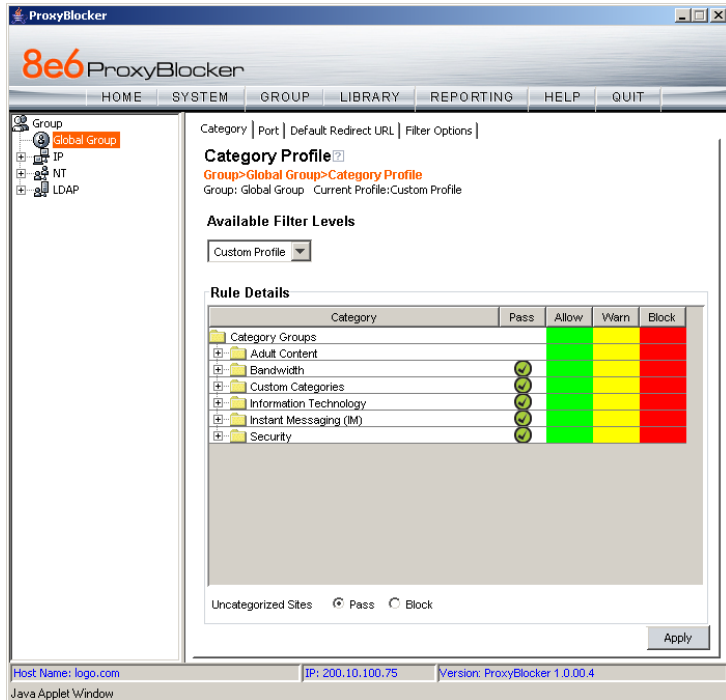 ProxyBlocker
8e6 ProxyBlocker
HOME SYSTEM GROUP LIBRARY REPORTING HELP QUIT
Group
Global Group
IP
NT
LDAP
Category Port Default Redirect URL Filter Options
Category Profile ?
Group>Global Group>Category Profile
Group: Global Group Current Profile:Custom Profile
Available Filter Levels
Custom Profile
Rule Details
Category Pass Allow Warn Block
Category Groups
Adult Content
Bandwidth
Custom Categories
Information Technology
Instant Messaging (IM)
Security
Uncategorized Sites Pass Block
Apply
Host Name: logo.com IP: 200.10.100.75 Version: ProxyBlocker 1.0.00.4
Java Applet Window